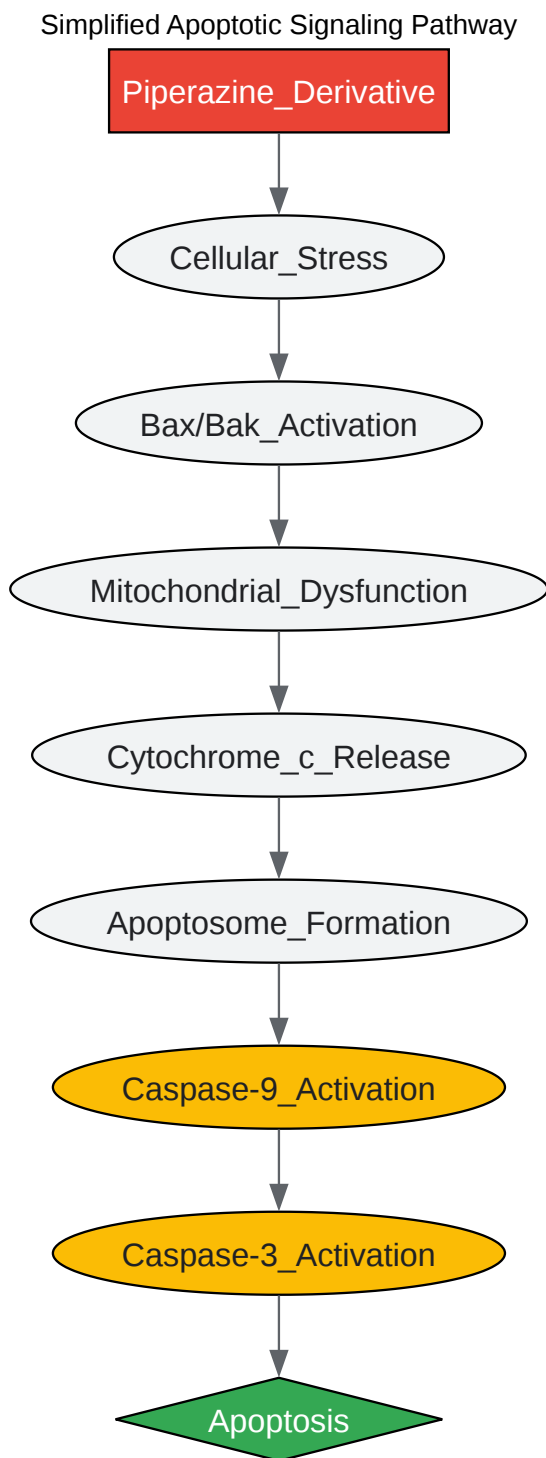 Simplified Apoptotic Signaling Pathway
Piperazine_Derivative
Cellular_Stress
Bax/Bak_Activation
Mitochondrial_Dysfunction
Cytochrome_c_Release
Apoptosome_Formation
Caspase-9_Activation
Caspase-3_Activation
Apoptosis